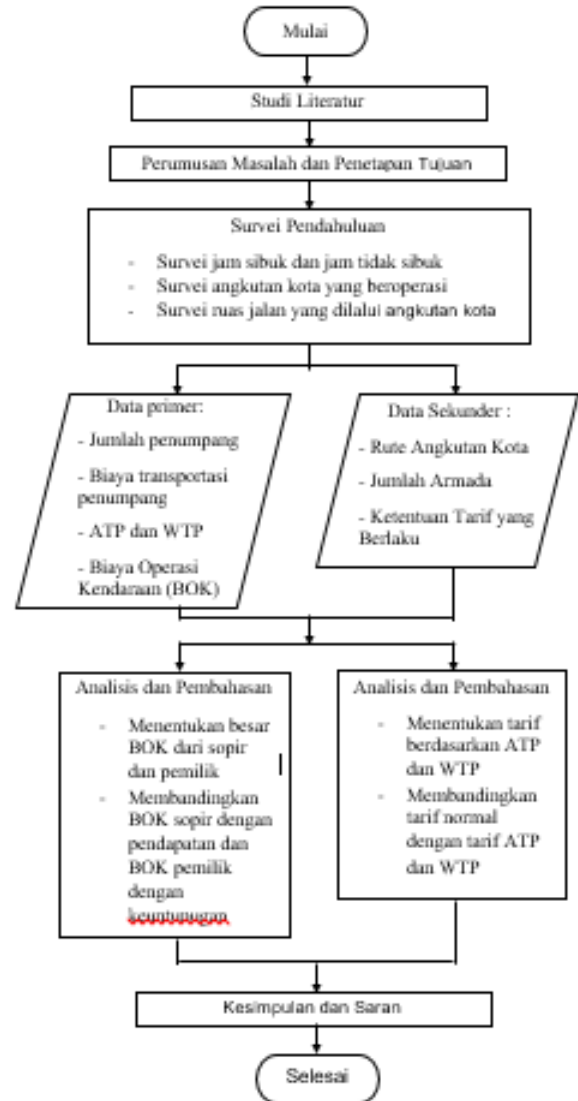 Mulai
Studi Literatur
Perumusan Masalah dan Penetapan Tujuan
Survei Pendahuluan
- Survei jam sibuk dan jam tidak sibuk
- Survei angkutan kota yang beroperasi
- Survei ruas jalan yang dilalui angkutan kota
Data primer:
- Jumlah penumpang
- Biaya transportasi
penumpang
- ATP dan WTP
- Biaya Operasi
Kendaraan (BOK)
Data Sekunder :
- Rute Angkutan Kota
- Jumlah Armada
- Ketentuan Tarif yang
Berlaku
Analisis dan Pembahasan
- Menentukan besar
BOK dari sopir
dan pemilik
- Membandingkan
BOK sopir dengan
pendapatan dan
BOK pemilik
dengan
keuntunugan
Analisis dan Pembahasan
- Menentukan tarif
berdasarkan ATP
dan WTP
- Membandingkan
tarif normal
dengan tarif ATP
dan WTP
Kesimpulan dan Saran
Selesai